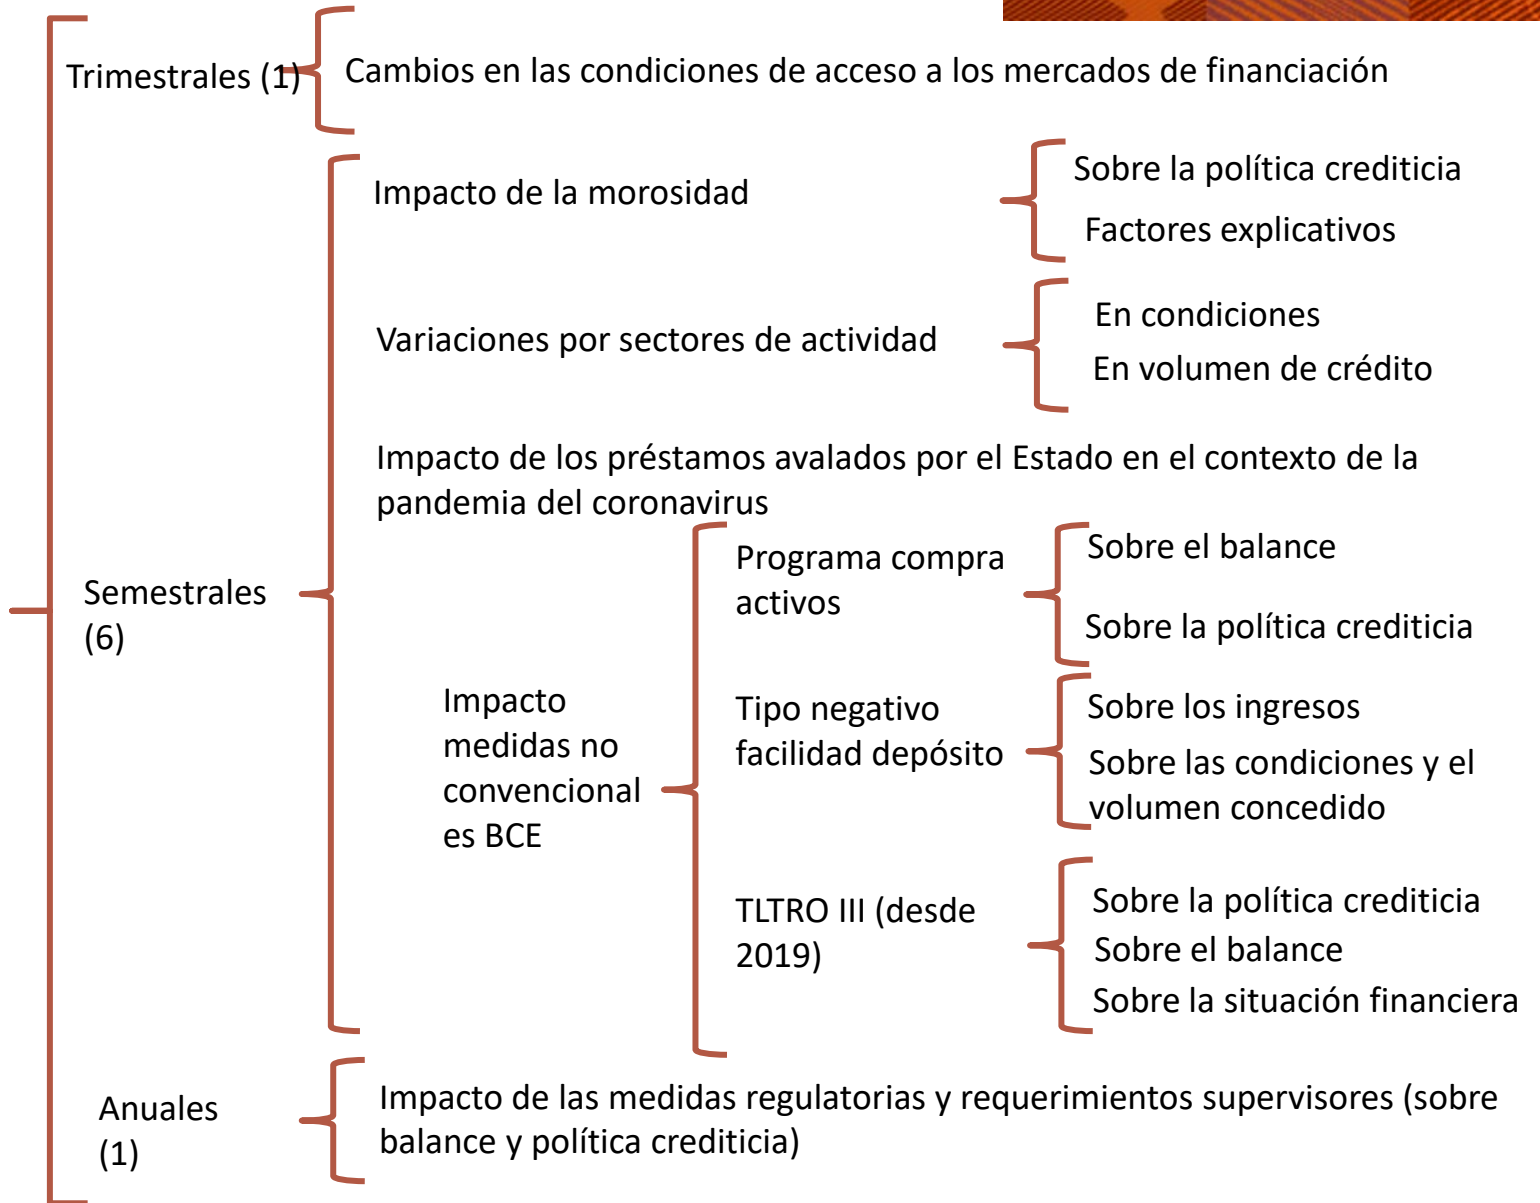 Trimestrales (1)
Cambios en las condiciones de acceso a los mercados de financiación
Semestrales
(6)
Impacto de la morosidad
Sobre la política crediticia
Factores explicativos
Variaciones por sectores de actividad
En condiciones
En volumen de crédito
Impacto de los préstamos avalados por el Estado en el contexto de la
pandemia del coronavirus
Impacto
medidas no
convencional
es BCE
Programa compra
activos
Sobre el balance
Sobre la política crediticia
Tipo negativo
facilidad depósito
Sobre los ingresos
Sobre las condiciones y el
volumen concedido
TLTRO III (desde
2019)
Sobre la política crediticia
Sobre el balance
Sobre la situación financiera
Anuales
(1)
Impacto de las medidas regulatorias y requerimientos supervisores (sobre
balance y política crediticia)